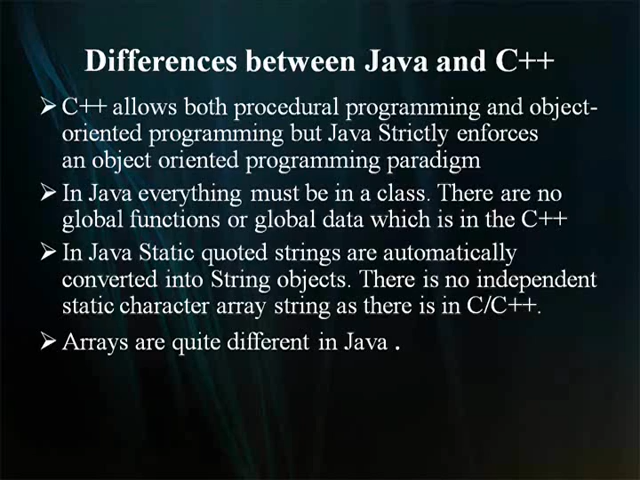 Differences between Java and C++
➢ C++ allows both procedural programming and object-
oriented programming but Java Strictly enforces
an object oriented programming paradigm
➢ In Java everything must be in a class. There are no
global functions or global data which is in the C++
➢ In Java Static quoted strings are automatically
converted into String objects. There is no independent
static character array string as there is in C/C++.
➢ Arrays are quite different in Java .